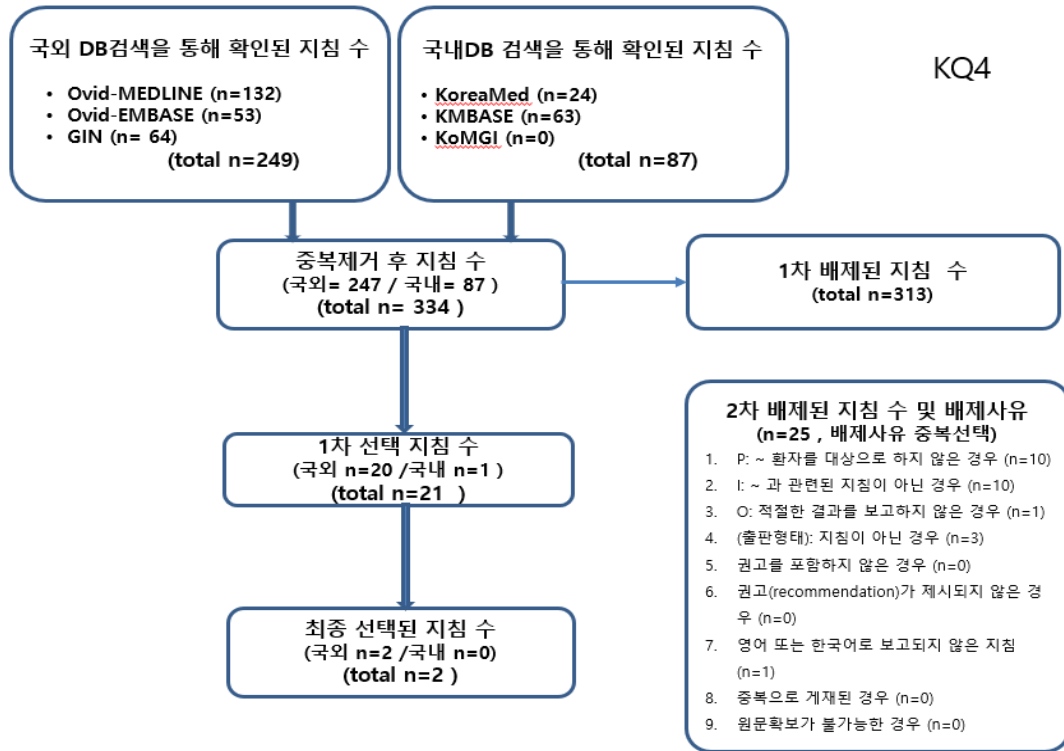 국외 DB검색을 통해 확인된 지침 수
• Ovid-MEDLINE (n=132)
• Ovid-EMBASE (n=53)
• GIN (n= 64)
(total n=249)
국내DB 검색을 통해 확인된 지침 수
• KoreaMed (n=24)
• KMBASE (n=63)
• KoMGI (n=0)
(total n=87)
KQ4
중복제거 후 지침 수
(국외= 247 / 국내= 87 )
(total n= 334 )
1차 배제된 지침 수
(total n=313)
1차 선택 지침 수
(국외 n=20 /국내 n=1 )
(total n=21 )
2차 배제된 지침 수 및 배제사유
(n=25 , 배제사유 중복선택)
1. P: ~ 환자를 대상으로 하지 않은 경우 (n=10)
2. I: ~ 과 관련된 지침이 아닌 경우 (n=10)
3. O: 적절한 결과를 보고하지 않은 경우 (n=1)
4. (출판형태): 지침이 아닌 경우 (n=3)
5. 권고를 포함하지 않은 경우 (n=0)
6. 권고(recommendation)가 제시되지 않은 경
우 (n=0)
7. 영어 또는 한국어로 보고되지 않은 지침
(n=1)
8. 중복으로 게재된 경우 (n=0)
9. 원문확보가 불가능한 경우 (n=0)
최종 선택된 지침 수
(국외 n=2 /국내 n=0)
(total n=2 )